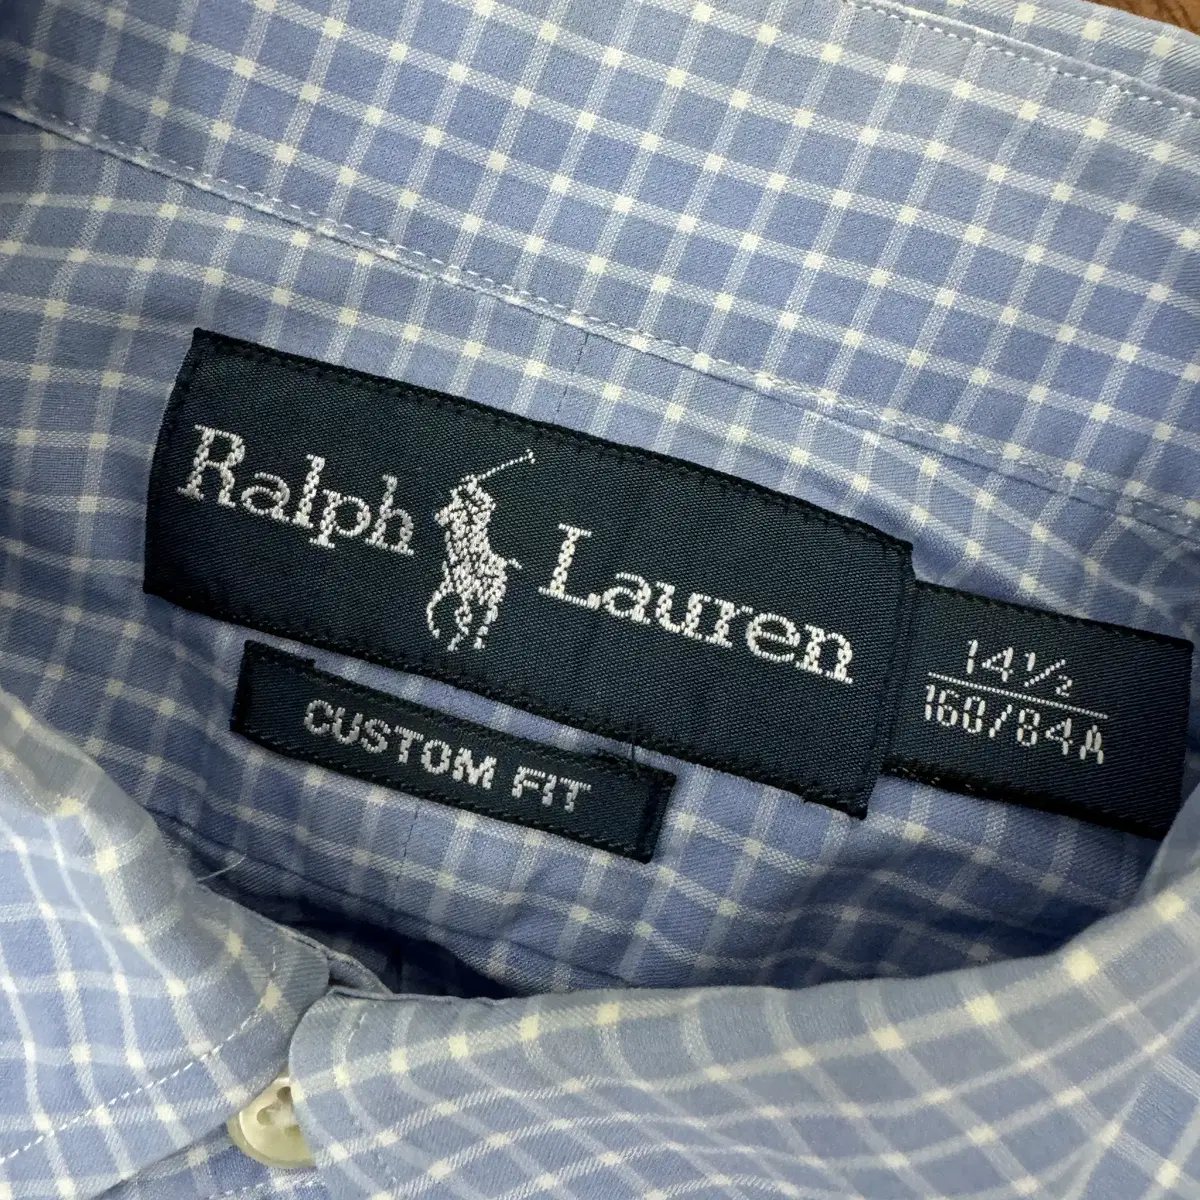 Ralph Lauren
14½
160/84A
CUSTOM FIT